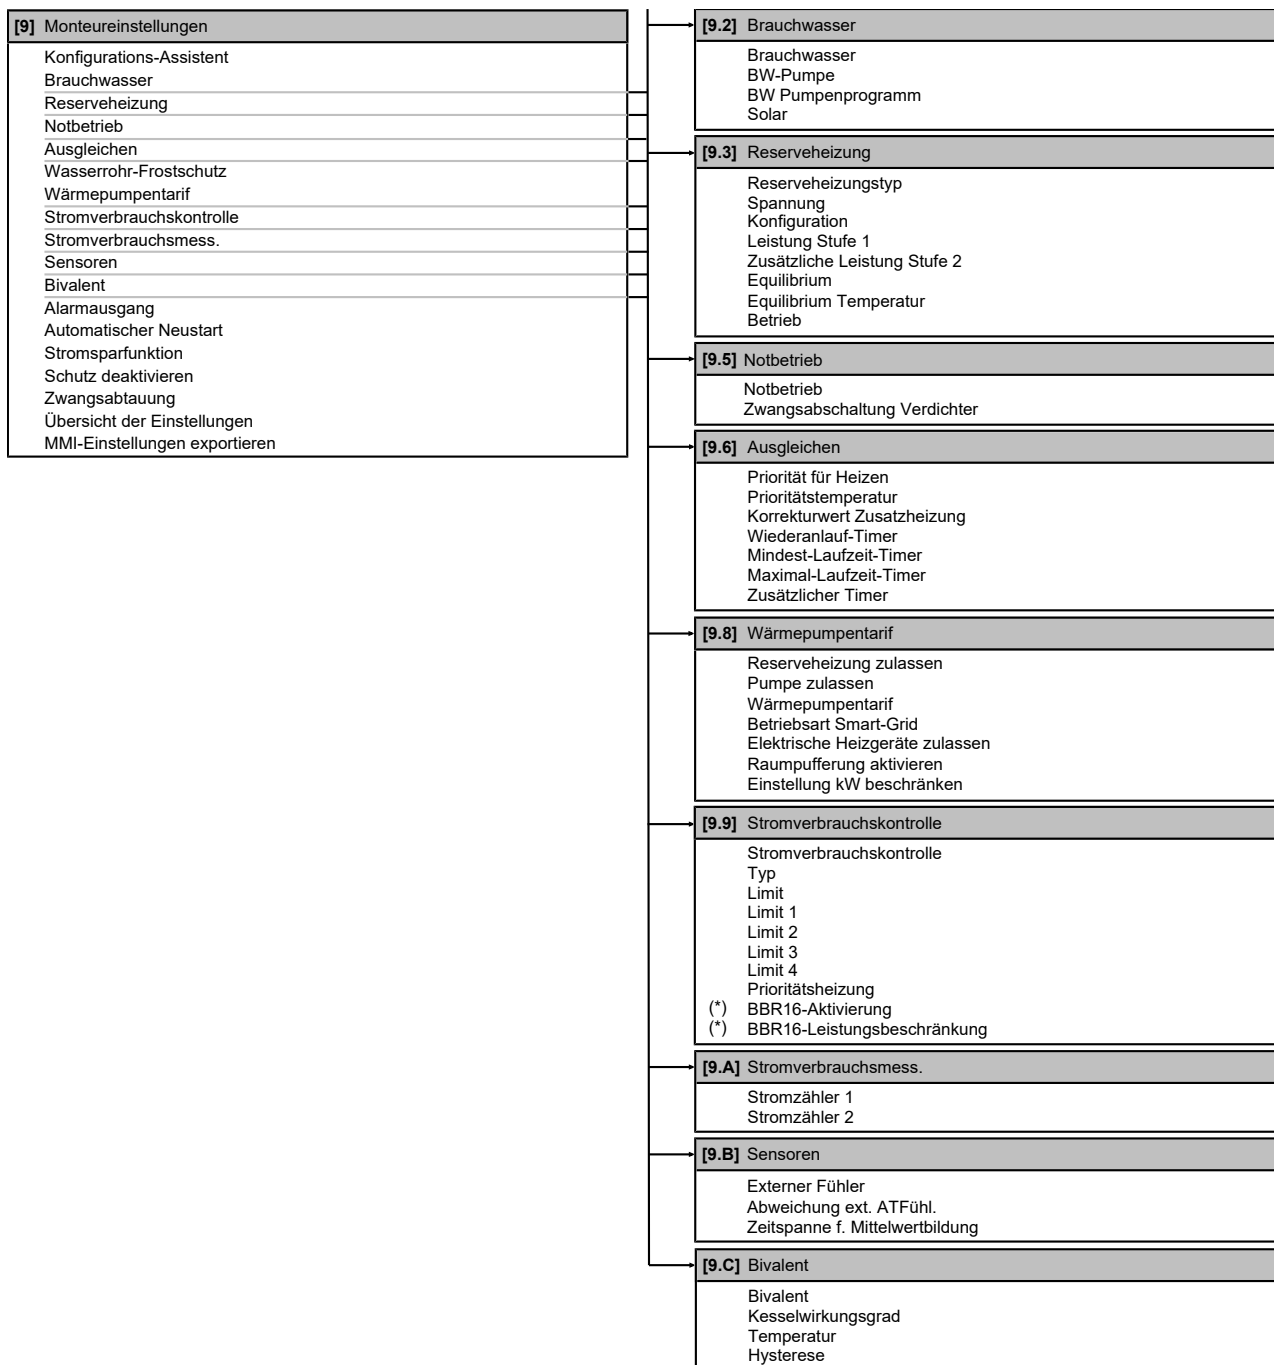 [9] Monteureinstellungen
Konfigurations-Assistent
Brauchwasser
Reserveheizung
Notbetrieb
Ausgleichen
Wasserrohr-Frostschutz
Wärmepumpentarif
Stromverbrauchskontrolle
Stromverbrauchsmess.
Sensoren
Bivalent
Alarmausgang
Automatischer Neustart
Stromsparfunktion
Schutz deaktivieren
Zwangsabtauung
Übersicht der Einstellungen
MMI-Einstellungen exportieren
[9.2] Brauchwasser
Brauchwasser
BW-Pumpe
BW Pumpenprogramm
Solar
[9.3] Reserveheizung
Reserveheizungstyp
Spannung
Konfiguration
Leistung Stufe 1
Zusätzliche Leistung Stufe 2
Equilibrium
Equilibrium Temperatur
Betrieb
[9.5] Notbetrieb
Notbetrieb
Zwangsabschaltung Verdichter
[9.6] Ausgleichen
Priorität für Heizen
Prioritätstemperatur
Korrekturwert Zusatzheizung
Wiederanlauf-Timer
Mindest-Laufzeit-Timer
Maximal-Laufzeit-Timer
Zusätzlicher Timer
[9.8] Wärmepumpentarif
Reserveheizung zulassen
Pumpe zulassen
Wärmepumpentarif
Betriebsart Smart-Grid
Elektrische Heizgeräte zulassen
Raumpufferung aktivieren
Einstellung kW beschränken
[9.9] Stromverbrauchskontrolle
Stromverbrauchskontrolle
Typ
Limit
Limit 1
Limit 2
Limit 3
Limit 4
Prioritätsheizung
(*) BBR16-Aktivierung
(*) BBR16-Leistungsbeschränkung
[9.A] Stromverbrauchsmess.
Stromzähler 1
Stromzähler 2
[9.B] Sensoren
Externer Fühler
Abweichung ext. ATFühl.
Zeitspanne f. Mittelwertbildung
[9.C] Bivalent
Bivalent
Kesselwirkungsgrad
Temperatur
Hysterese